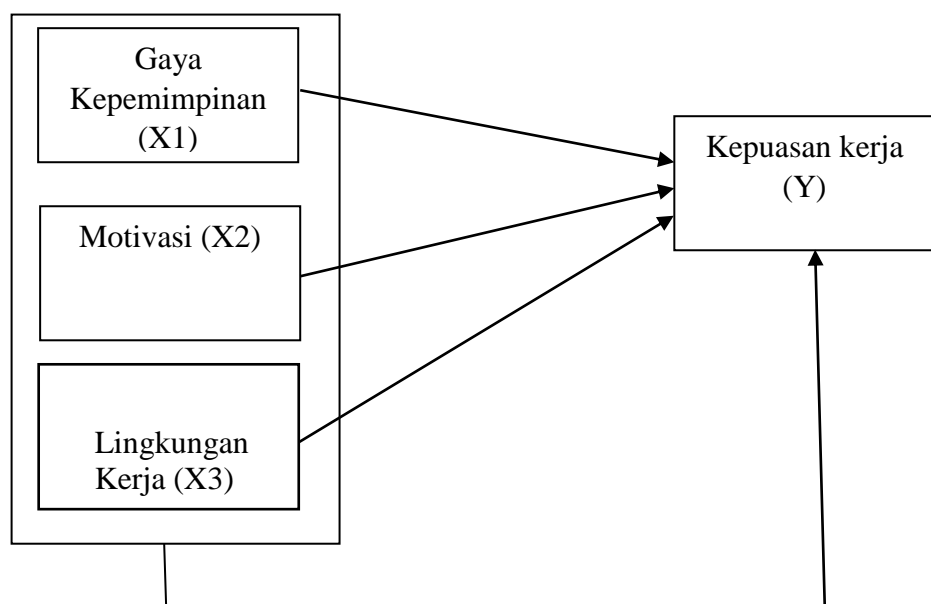 Gaya
Kepemimpinan
(X1)
Motivasi (X2)
Lingkungan
Kerja (X3)
Kepuasan kerja
(Y)